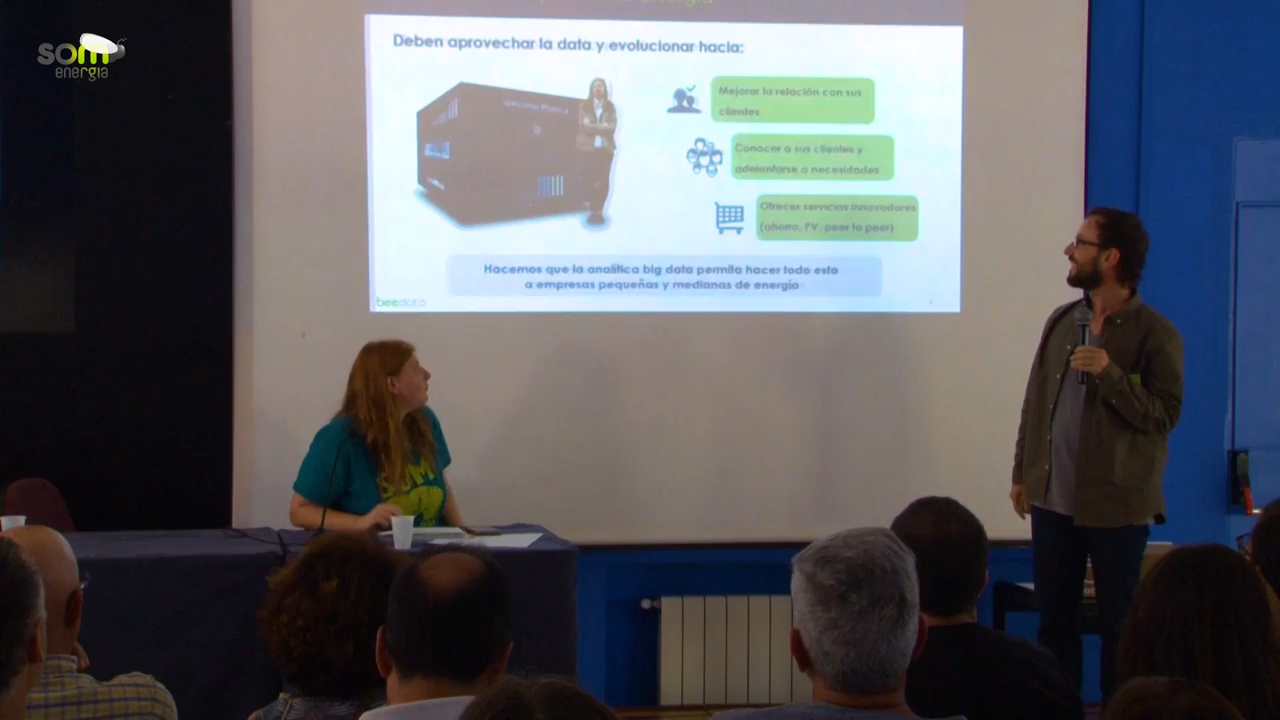 som
energia
energía
Deben aprovechar la data y evolucionar hacia:
Mejorar la relación con sus
clientes
Conocer a sus clientes y
adelantarse a necesidades
Ofrecer servicios innovadores
(ahorro, PV, peer to peer)
Hacemos que la analítica big data permita hacer todo esto
a empresas pequeñas y medianas de energía
beedata